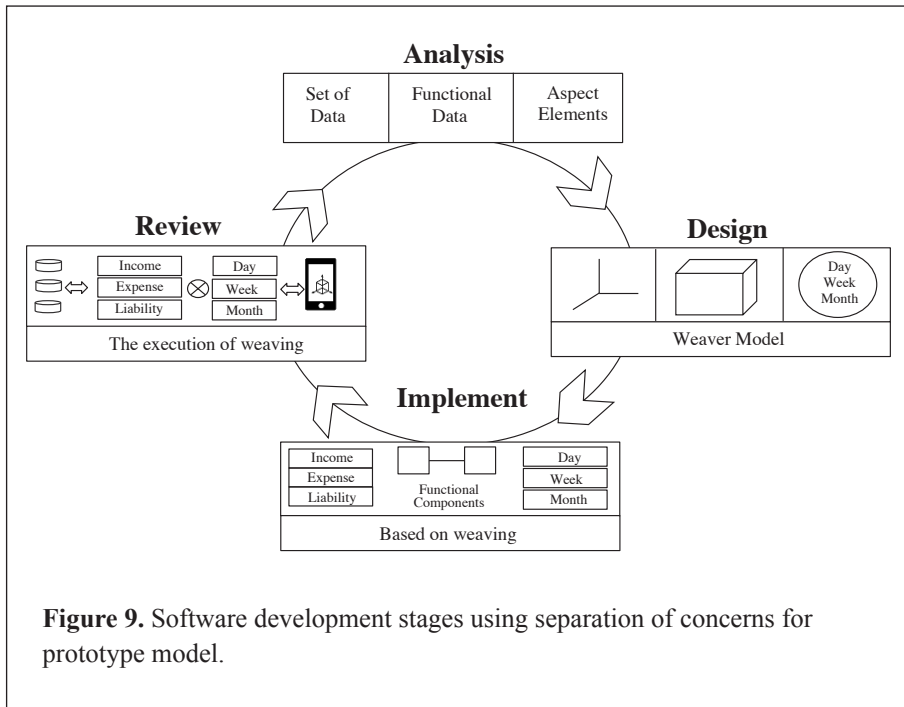 Analysis
Set of
Data
Functional
Data
Aspect
Elements
Review
Income
Expense
Liability
Day
Week
Month
The execution of weaving
Design
Day
Week
Month
Weaver Model
Implement
Income
Expense
Liability
Functional
Components
Day
Week
Month
Based on weaving
Figure 9. Software development stages using separation of concerns for
prototype model.